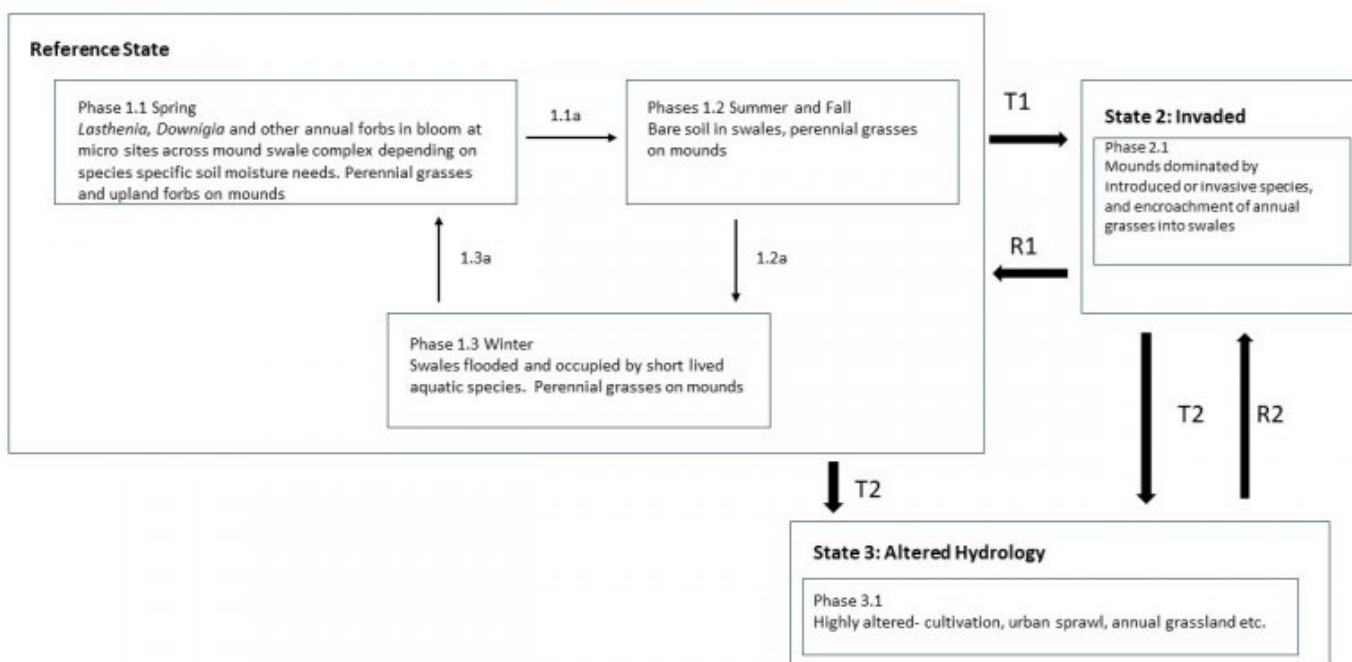 Reference State
Phase 1.1 Spring
Lasthenia, Downigia and other annual forbs in bloom at
micro sites across mound swale complex depending on
species specific soil moisture needs. Perennial grasses
and upland forbs on mounds
1.1a
Phases 1.2 Summer and Fall
Bare soil in swales, perennial grasses
on mounds
1.3a
1.2a
Phase 1.3 Winter
Swales flooded and occupied by short lived
aquatic species. Perennial grasses on mounds
T1
R1
State 2: Invaded
Phase 2.1
Mounds dominated by
introduced or invasive species,
and encroachment of annual
grasses into swales
T2
R2
T2
State 3: Altered Hydrology
Phase 3.1
Highly altered- cultivation, urban sprawl, annual grassland etc.